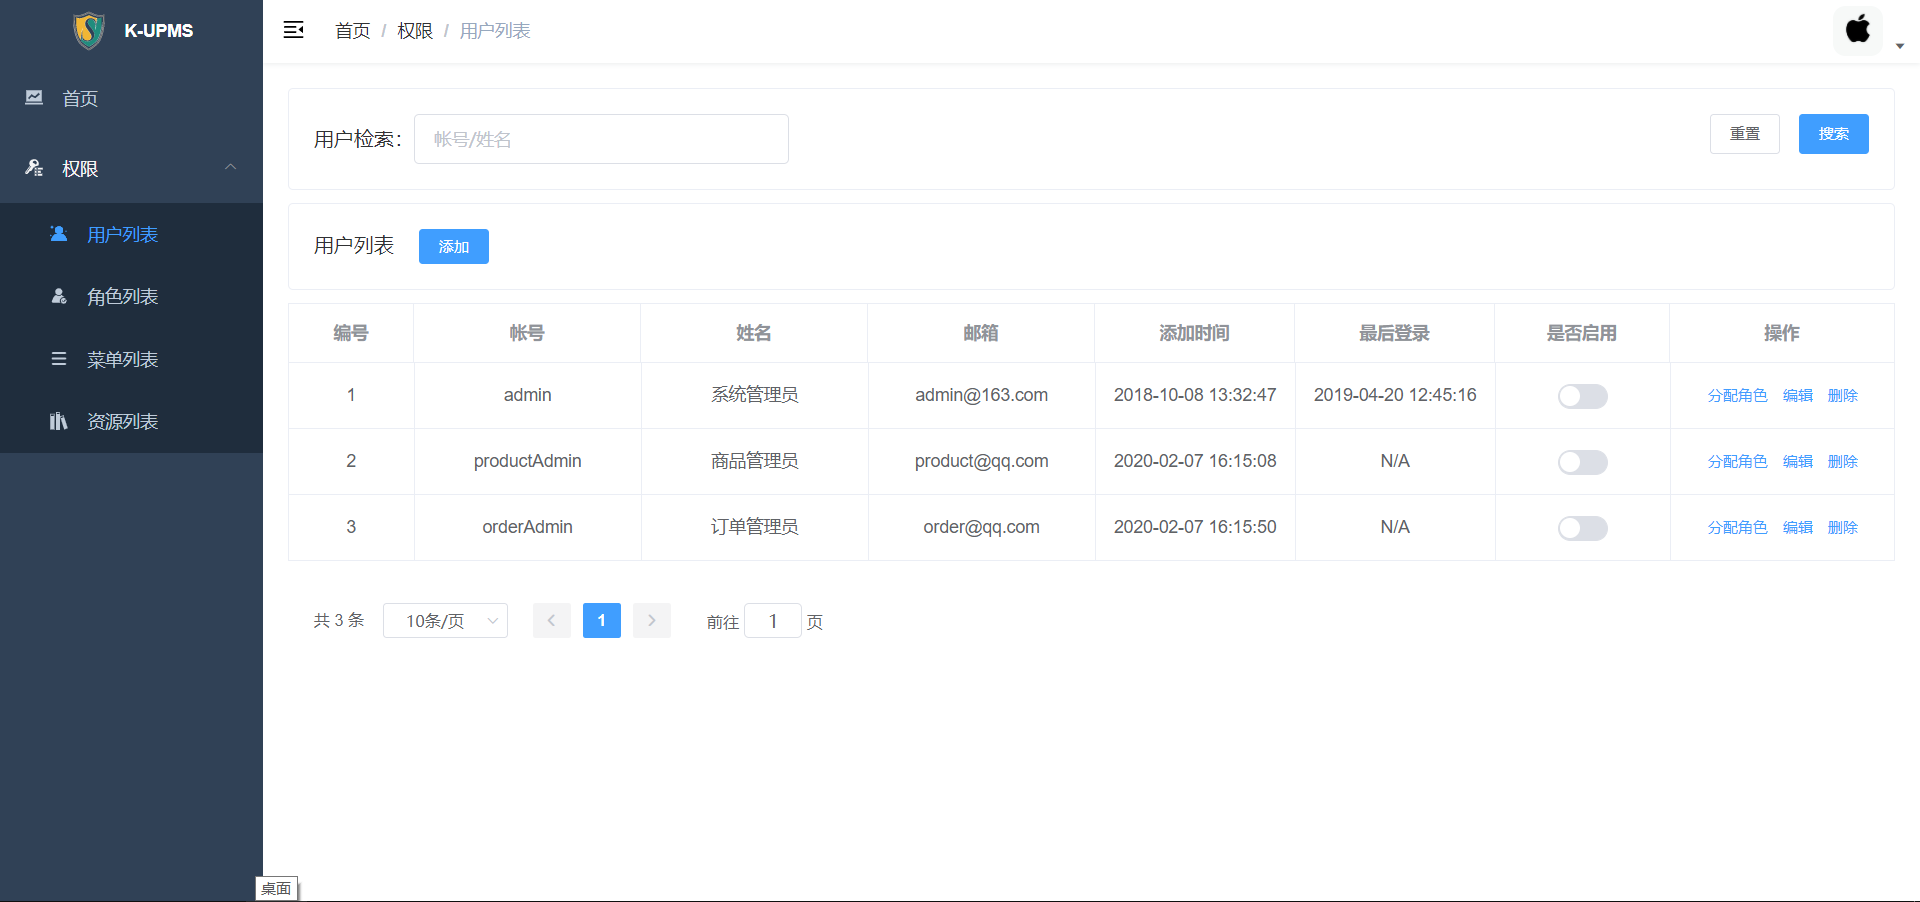 K-UPMS
首页
权限
用户列表
角色列表
菜单列表
资源列表
首页 / 权限 / 用户列表
用户检索： 帐号/姓名 重置 搜索
用户列表 添加
编号 帐号 姓名 邮箱 添加时间 最后登录 是否启用 操作
1 admin 系统管理员 admin@163.com 2018-10-08 13:32:47 2019-04-20 12:45:16 分配角色 编辑 删除
2 productAdmin 商品管理员 product@qq.com 2020-02-07 16:15:08 N/A 分配角色 编辑 删除
3 orderAdmin 订单管理员 order@qq.com 2020-02-07 16:15:50 N/A 分配角色 编辑 删除
共 3 条 10条/页 1 前往 1 页
桌面